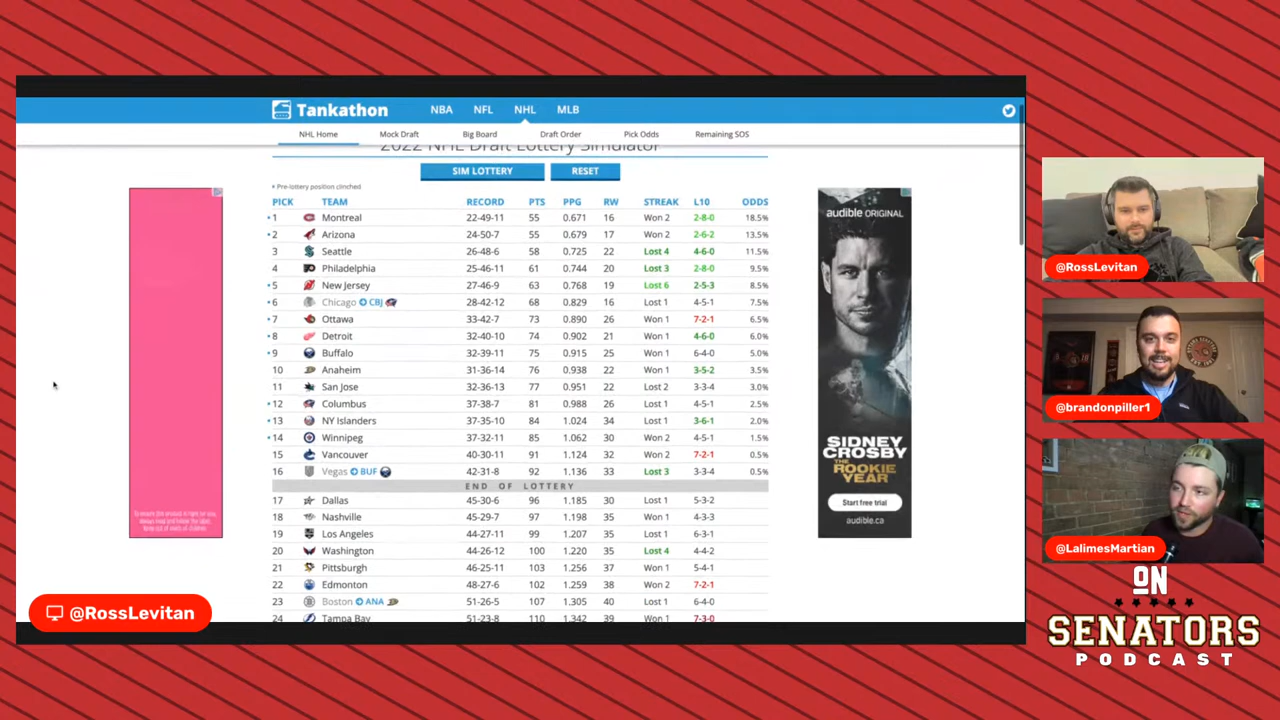 Tankathon NBA NFL NHL MLB
NHL Home Mock Draft Big Board Draft Order Pick Odds Remaining SOS
2022 NHL Draft Lottery Simulator
SIM LOTTERY RESET
• Pre-lottery position clinched
PICK TEAM RECORD PTS PPG RW STREAK L10 ODDS
• 1 Montreal 22-49-11 55 0.671 16 Won 2 2-8-0 18.5%
• 2 Arizona 24-50-7 55 0.679 17 Won 2 2-6-2 13.5%
3 Seattle 26-48-6 58 0.725 22 Lost 4 4-6-0 11.5%
4 Philadelphia 25-46-11 61 0.744 20 Lost 3 2-8-0 9.5%
• 5 New Jersey 27-46-9 63 0.768 19 Lost 6 2-5-3 8.5%
• 6 Chicago CBJ 28-42-12 68 0.829 16 Lost 1 4-5-1 7.5%
• 7 Ottawa 33-42-7 73 0.890 26 Won 1 7-2-1 6.5%
• 8 Detroit 32-40-10 74 0.902 21 Won 1 4-6-0 6.0%
• 9 Buffalo 32-39-11 75 0.915 25 Won 1 6-4-0 5.0%
10 Anaheim 31-36-14 76 0.938 22 Won 1 3-5-2 3.5%
11 San Jose 32-36-13 77 0.951 22 Lost 2 3-3-4 3.0%
• 12 Columbus 37-38-7 81 0.988 26 Lost 1 4-5-1 2.5%
• 13 NY Islanders 37-35-10 84 1.024 34 Lost 1 3-6-1 2.0%
• 14 Winnipeg 37-32-11 85 1.062 30 Won 2 4-5-1 1.5%
15 Vancouver 40-30-11 91 1.124 32 Won 2 7-2-1 0.5%
16 Vegas BUF 42-31-8 92 1.136 33 Lost 3 3-3-4 0.5%
END OF LOTTERY
17 Dallas 45-30-6 96 1.185 30 Lost 1 5-3-2
18 Nashville 45-29-7 97 1.198 35 Won 1 4-3-3
19 Los Angeles 44-27-11 99 1.207 35 Lost 1 6-3-1
20 Washington 44-26-12 100 1.220 35 Lost 4 4-4-2
21 Pittsburgh 46-25-11 103 1.256 37 Won 1 5-4-1
22 Edmonton 48-27-6 102 1.259 38 Won 2 7-2-1
23 Boston ANA 51-26-5 107 1.305 40 Lost 1 6-4-0
24 Tampa Bay 51-23-8 110 1.342 39 Won 1 7-3-0
audible ORIGINAL
SIDNEY
CROSBY
THE
ROOKIE
YEAR
Start free trial
audible.ca
@RossLevitan
@RossLevitan
@brandonpiller1
@LalimesMartian
ON
SENATORS
PODCAST